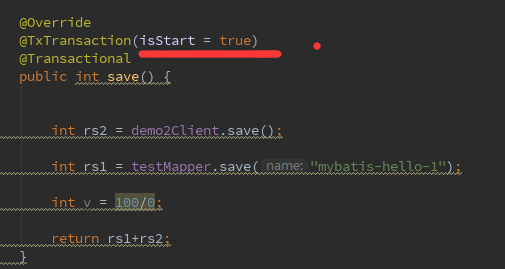 @Override
@TxTransaction(isStart = true)
@Transactional
public int save() {
int rs2 = demo2Client.save();
int rs1 = testMapper.save( name: "mybatis-hello-1");
int v = 100/0;
return rs1+rs2;
}